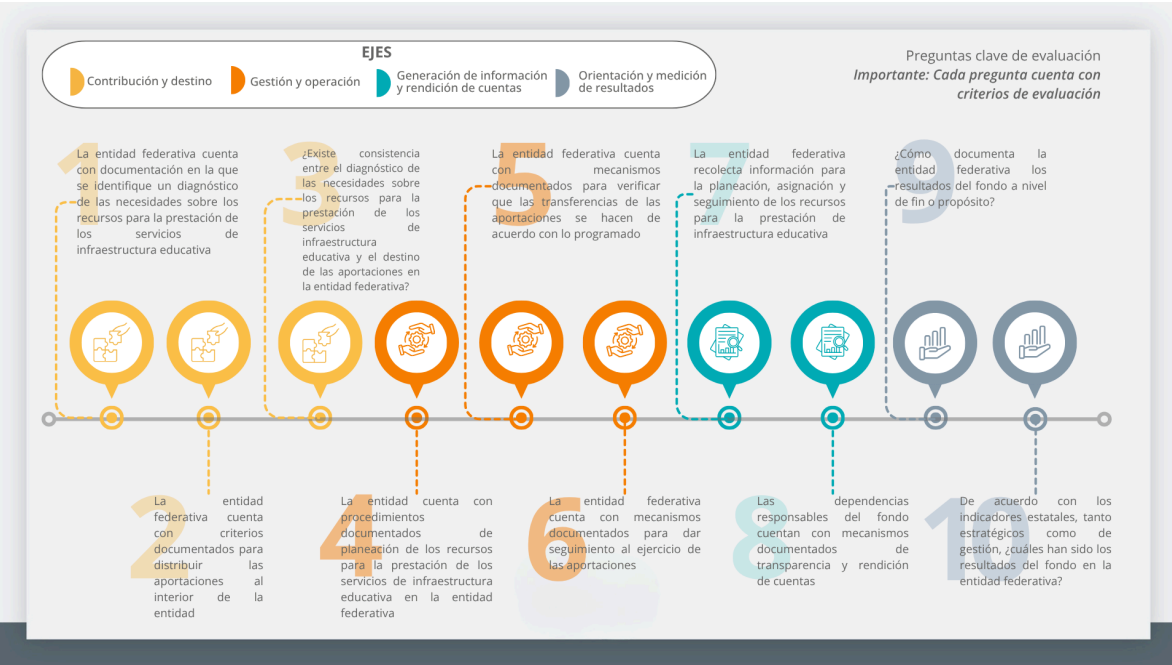 EJES
Contribución y destino
Gestión y operación
Generación de información
y rendición de cuentas
Orientación y medición
de resultados
Preguntas clave de evaluación
Importante: Cada pregunta cuenta con
criterios de evaluación
1
La entidad federativa cuenta
con documentación en la que
se identifique un diagnóstico
de las necesidades sobre los
recursos para la prestación de
los servicios de
infraestructura educativa
3
¿Existe consistencia
entre el diagnóstico de
las necesidades sobre
los recursos para la
prestación de los
servicios de
infraestructura
educativa y el destino
de las aportaciones en
la entidad federativa?
5
La entidad federativa cuenta
con mecanismos
documentados para verificar
que las transferencias de las
aportaciones se hacen de
acuerdo con lo programado
7
La entidad federativa
recolecta información para
la planeación, asignación y
seguimiento de los recursos
para la prestación de
infraestructura educativa
9
¿Cómo documenta la
entidad federativa los
resultados del fondo a nivel
de fin o propósito?
2
La entidad
federativa cuenta
con criterios
documentados para
distribuir las
aportaciones al
interior de la
entidad
4
La entidad cuenta con
procedimientos
documentados de
planeación de los recursos
para la prestación de los
servicios de infraestructura
educativa en la entidad
federativa
6
La entidad federativa
cuenta con mecanismos
documentados para dar
seguimiento al ejercicio de
las aportaciones
8
Las dependencias
responsables del fondo
cuentan con mecanismos
documentados de
transparencia y rendición
de cuentas
10
De acuerdo con los
indicadores estatales, tanto
estratégicos como de
gestión, ¿cuáles han sido los
resultados del fondo en la
entidad federativa?